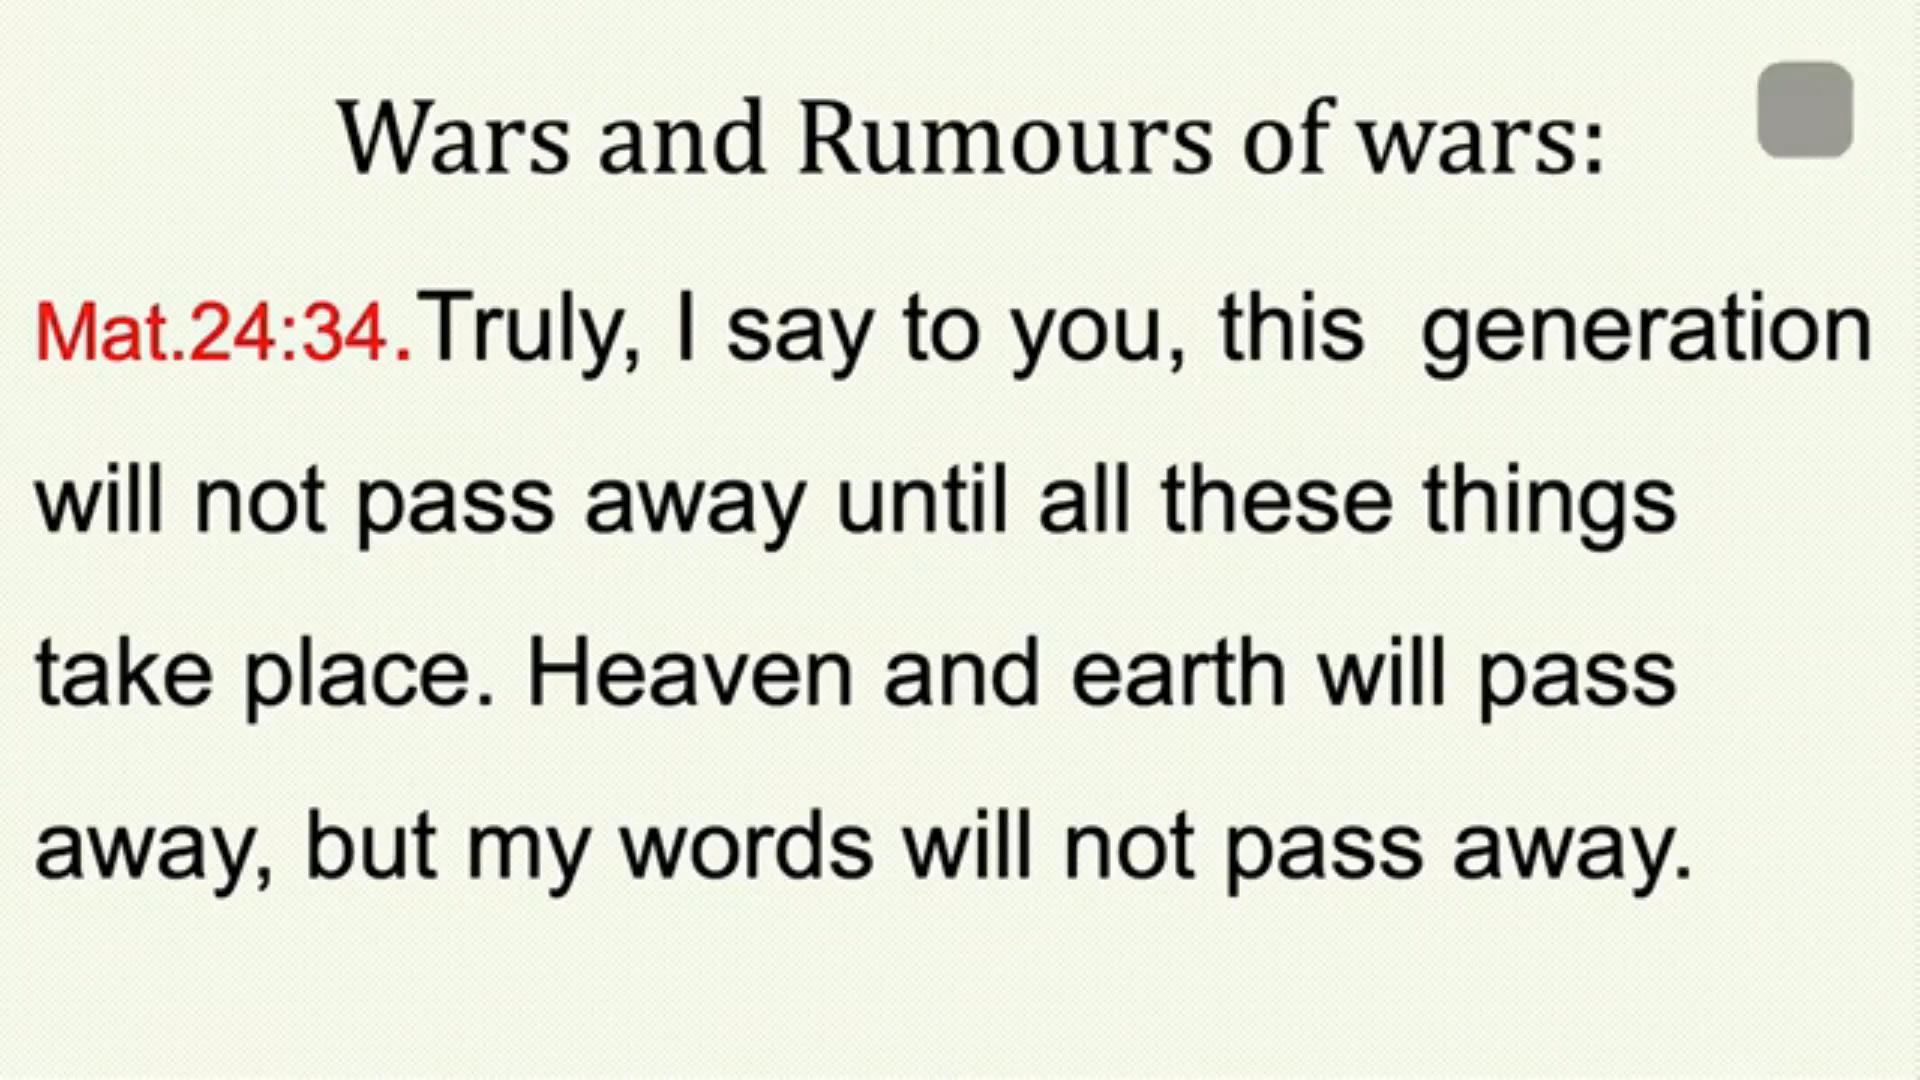 Wars and Rumours of wars:
Mat.24:34.Truly, I say to you, this  generation
will not pass away until all these things
take place. Heaven and earth will pass
away, but my words will not pass away.